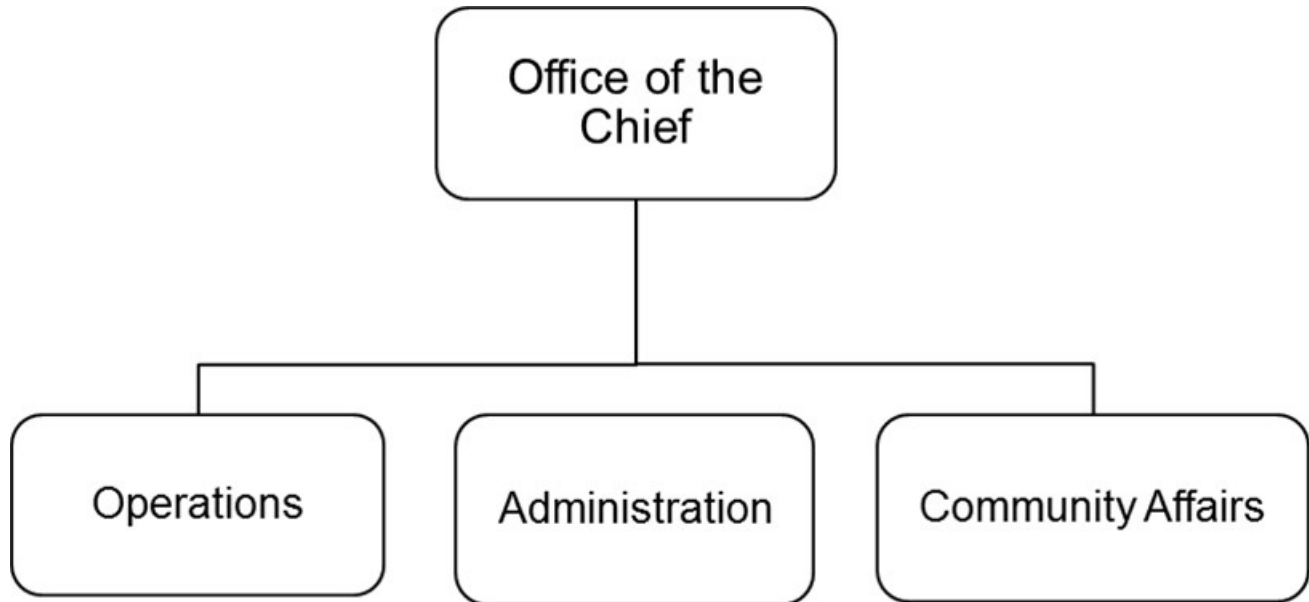 Office of the
Chief
Operations
Administration
Community Affairs